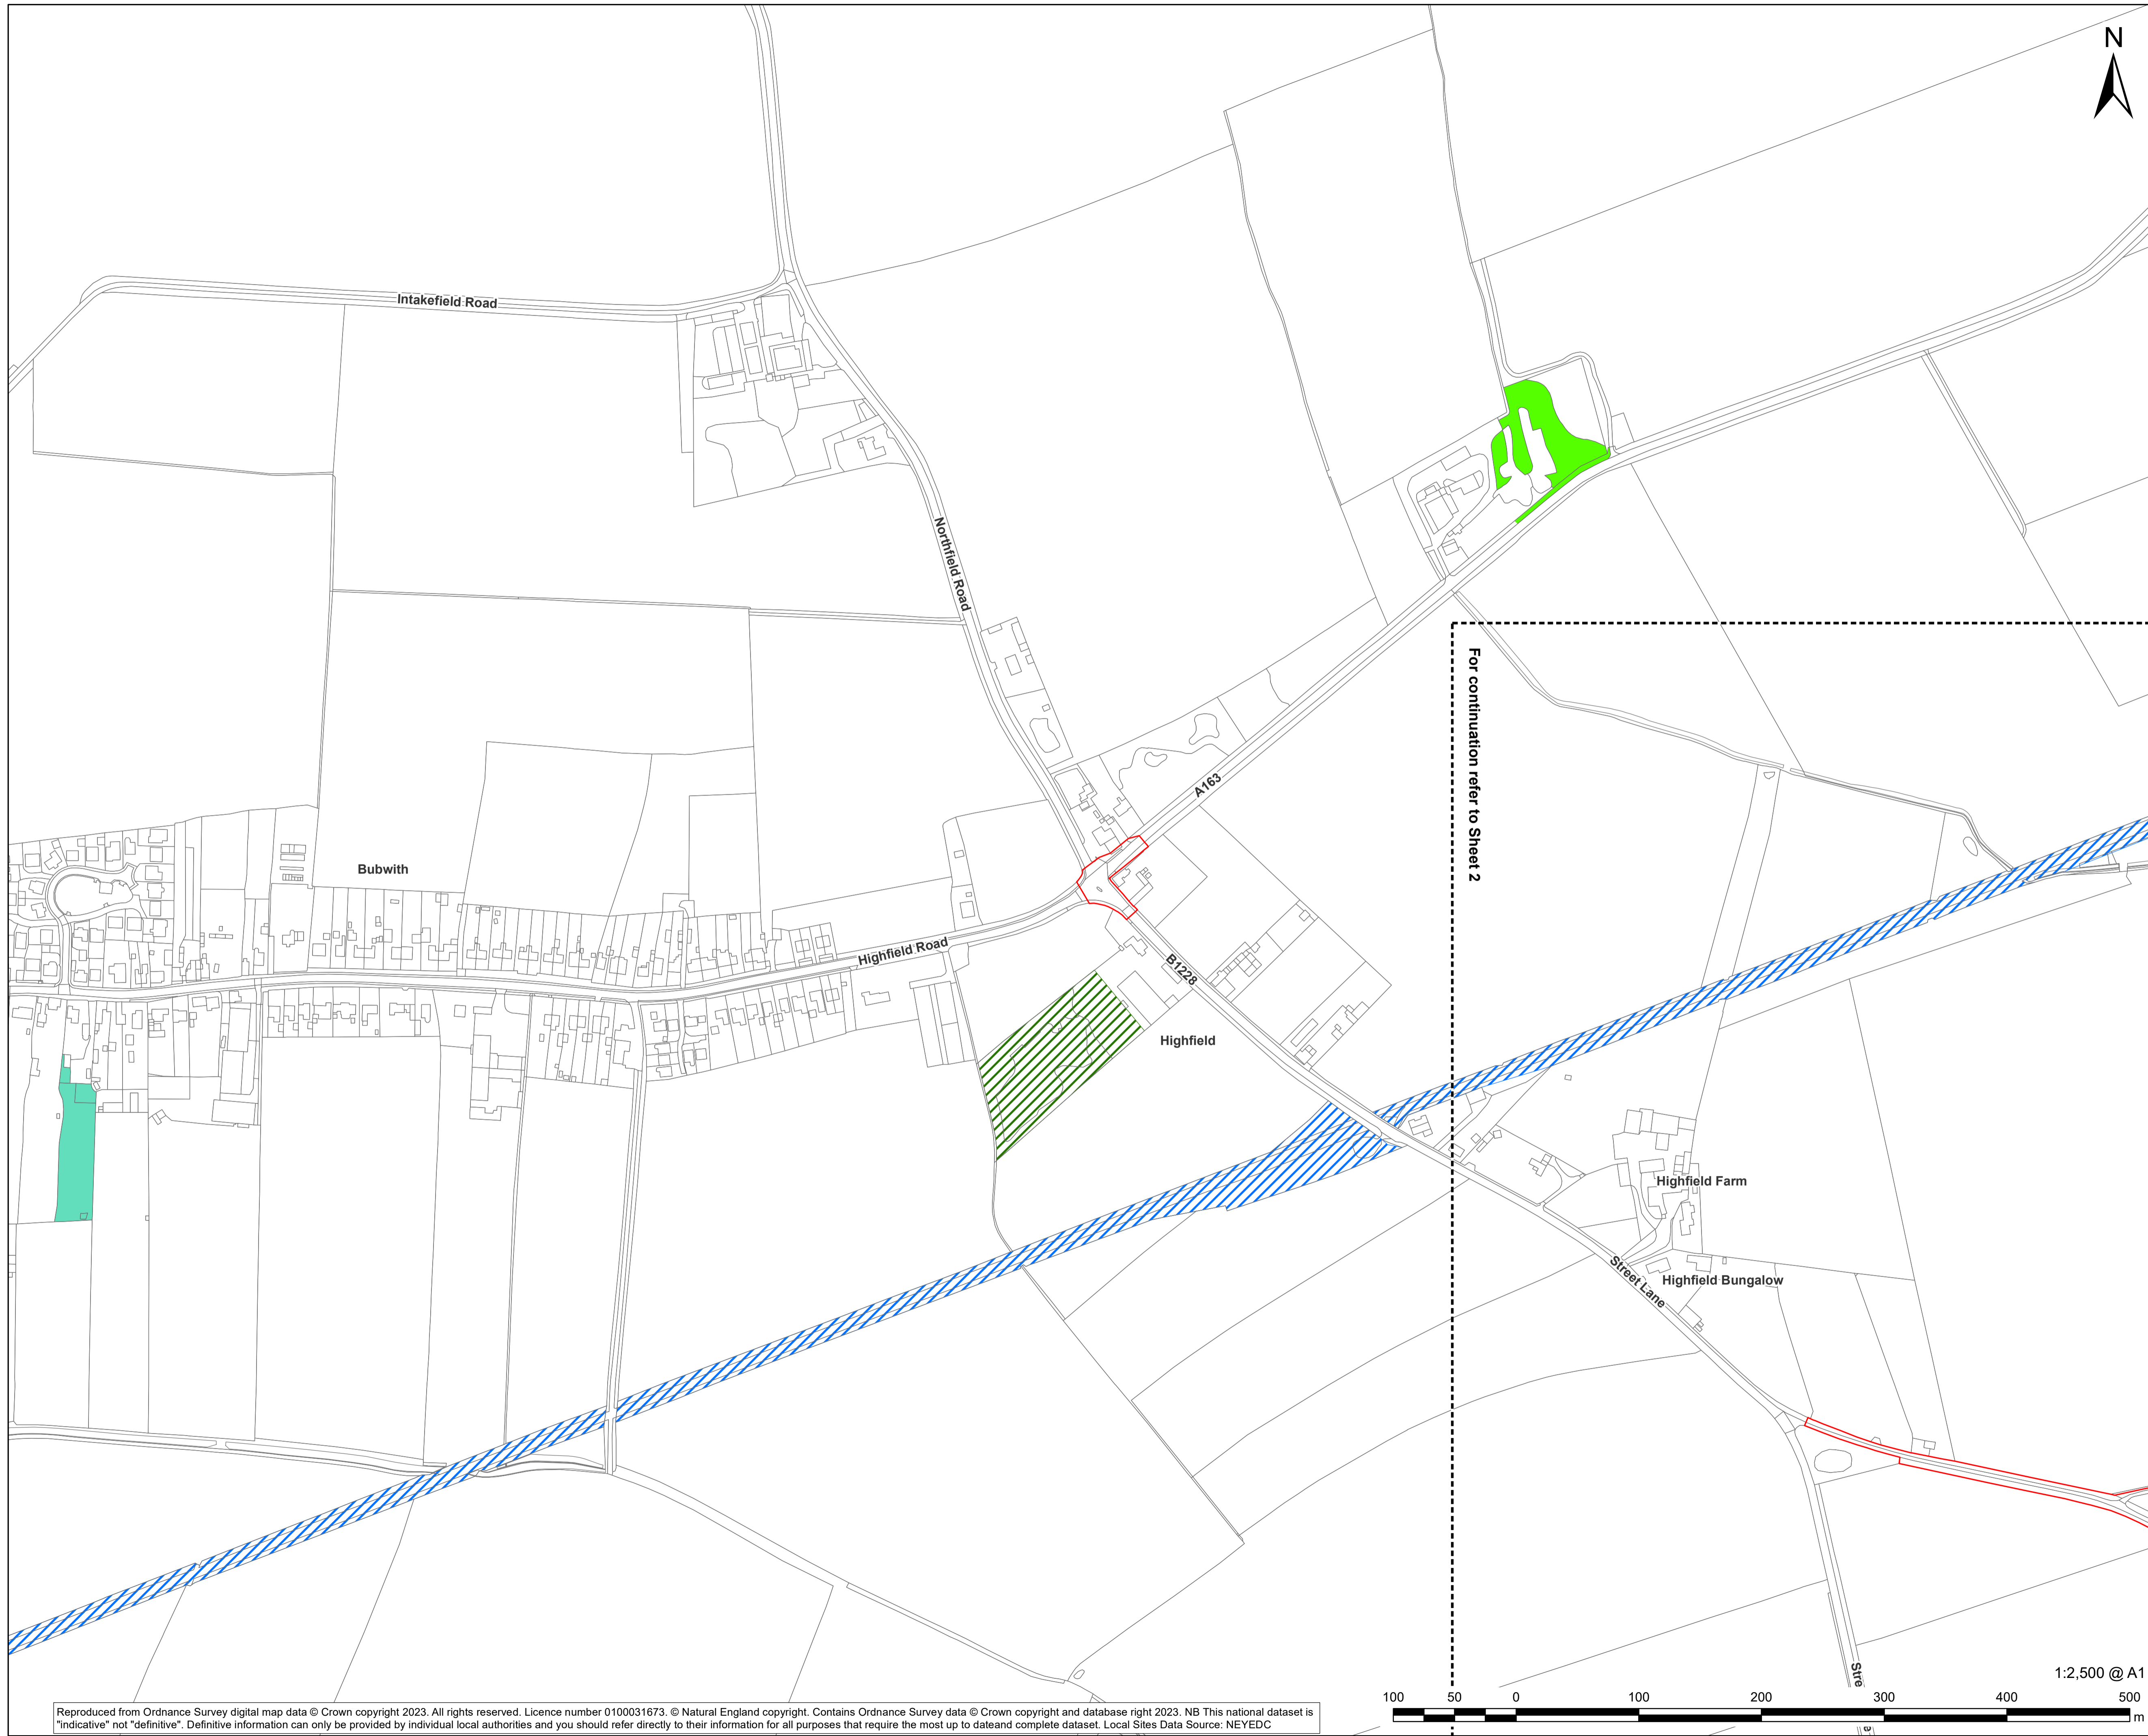 N
Intakefield Road
Northfield Road
For continuation refer to Sheet 2
A163
Bubwith
Highfield Road
B1228
Highfield
Highfield Farm
Street Lane
Highfield Bungalow
Stre
1:2,500 @ A1
100 50 0 100 200 300 400 500
m
Reproduced from Ordnance Survey digital map data © Crown copyright 2023. All rights reserved. Licence number 0100031673. © Natural England copyright. Contains Ordnance Survey data © Crown copyright and database right 2023. NB This national dataset is
"indicative" not "definitive". Definitive information can only be provided by individual local authorities and you should refer directly to their information for all purposes that require the most up to dateand complete dataset. Local Sites Data Source: NEYEDC